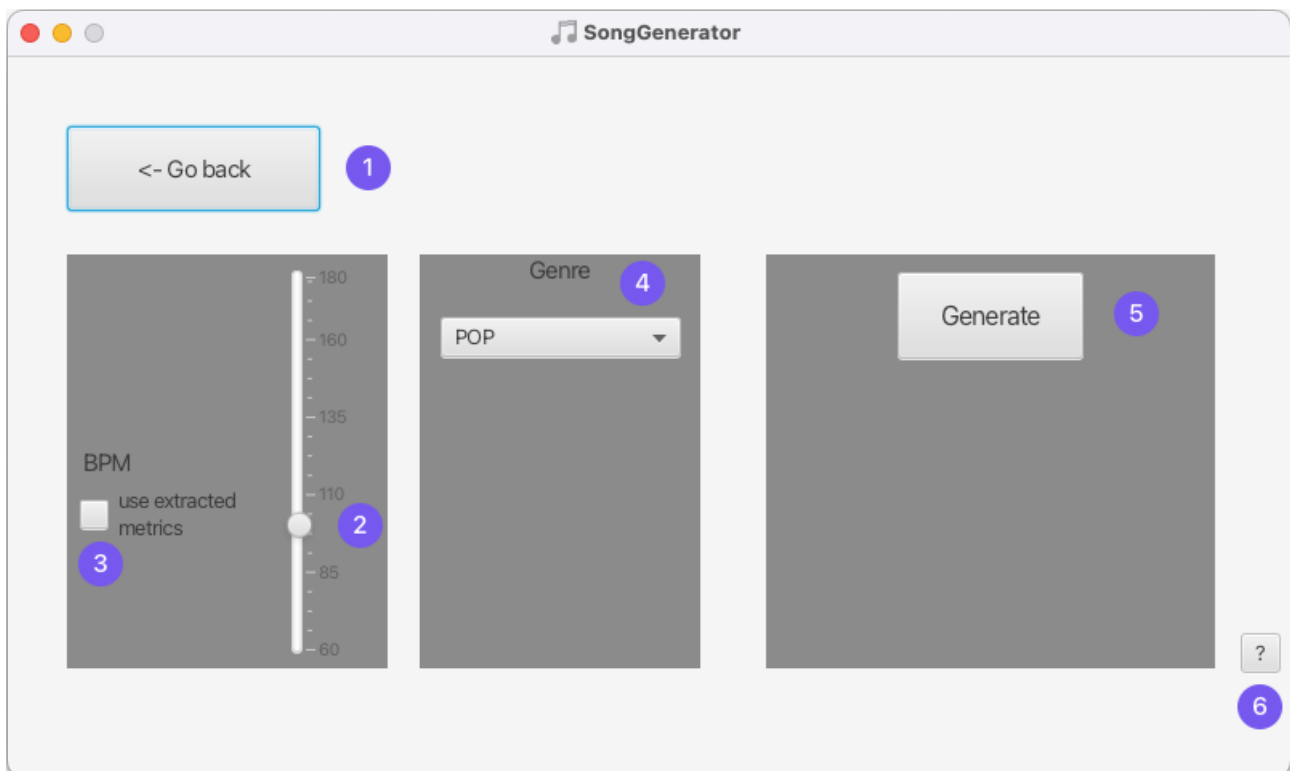 SongGenerator
<- Go back
1
Genre
4
180
Generate
5
POP
160
135
BPM
110
use extracted
metrics
2
3
85
60
?
6